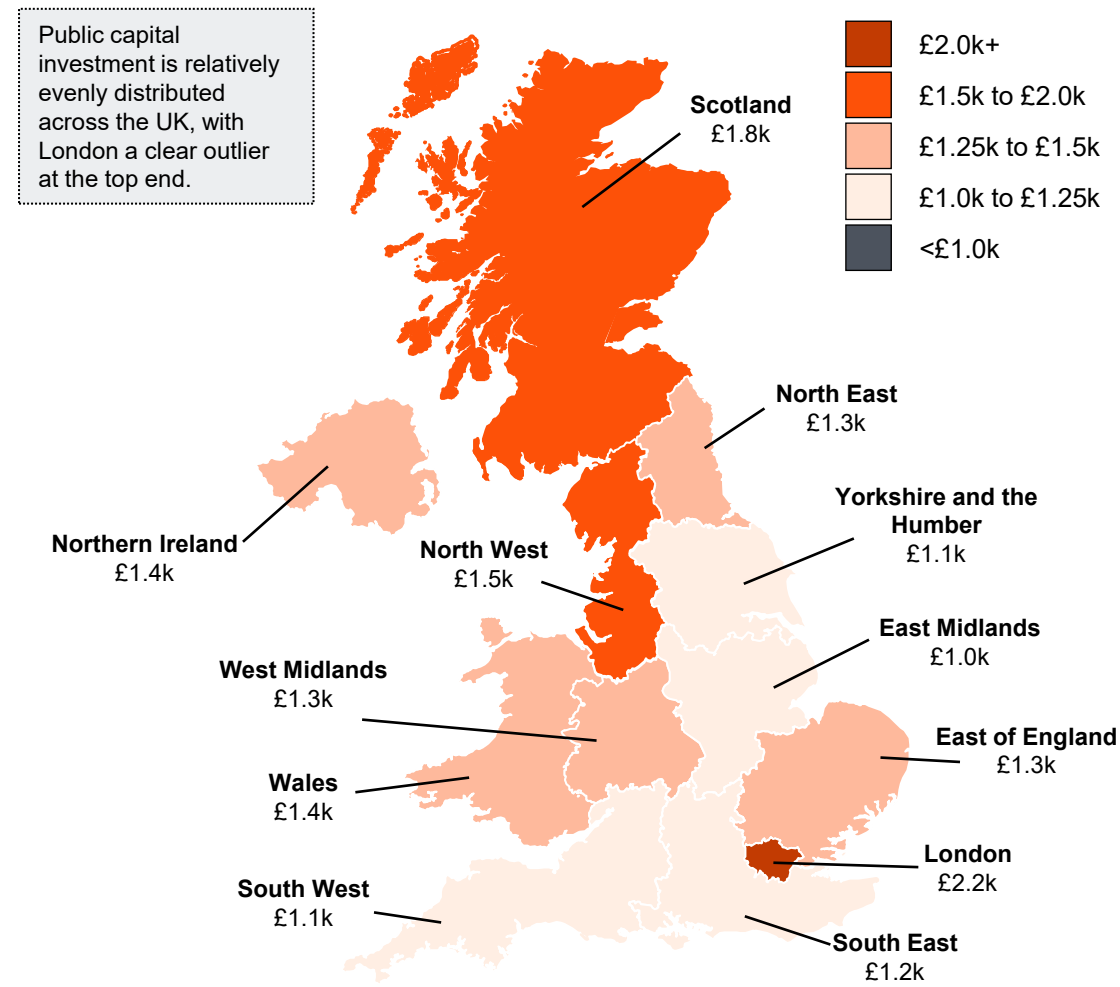 Public capital
investment is relatively
evenly distributed
across the UK, with
London a clear outlier
at the top end.
£2.0k+
£1.5k to £2.0k
£1.25k to £1.5k
£1.0k to £1.25k
<£1.0k
Scotland
£1.8k
North East
£1.3k
Yorkshire and the
Humber
£1.1k
Northern Ireland
£1.4k
North West
£1.5k
East Midlands
£1.0k
West Midlands
£1.3k
East of England
£1.3k
Wales
£1.4k
London
£2.2k
South West
£1.1k
South East
£1.2k